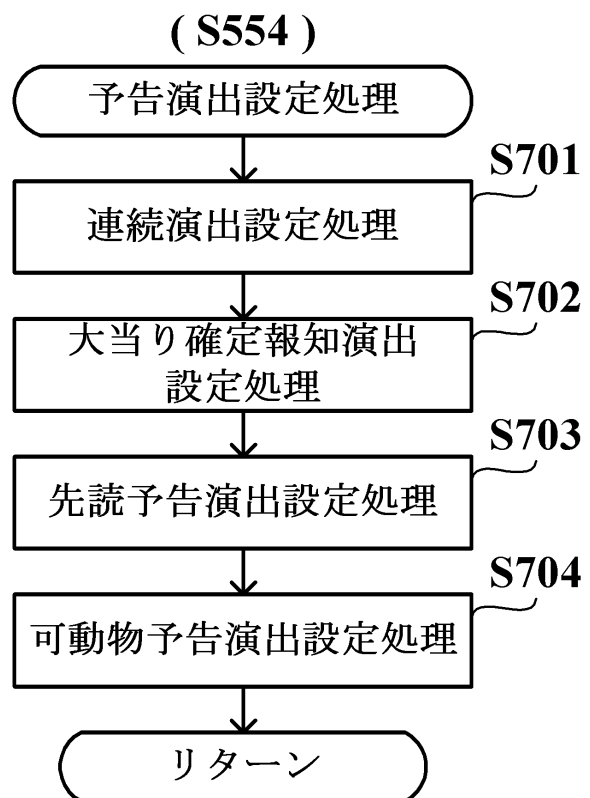 ( S554 )
予告演出設定処理
S701
連続演出設定処理
S702
大当り確定報知演出
設定処理
S703
先読予告演出設定処理
S704
可動物予告演出設定処理
リターン